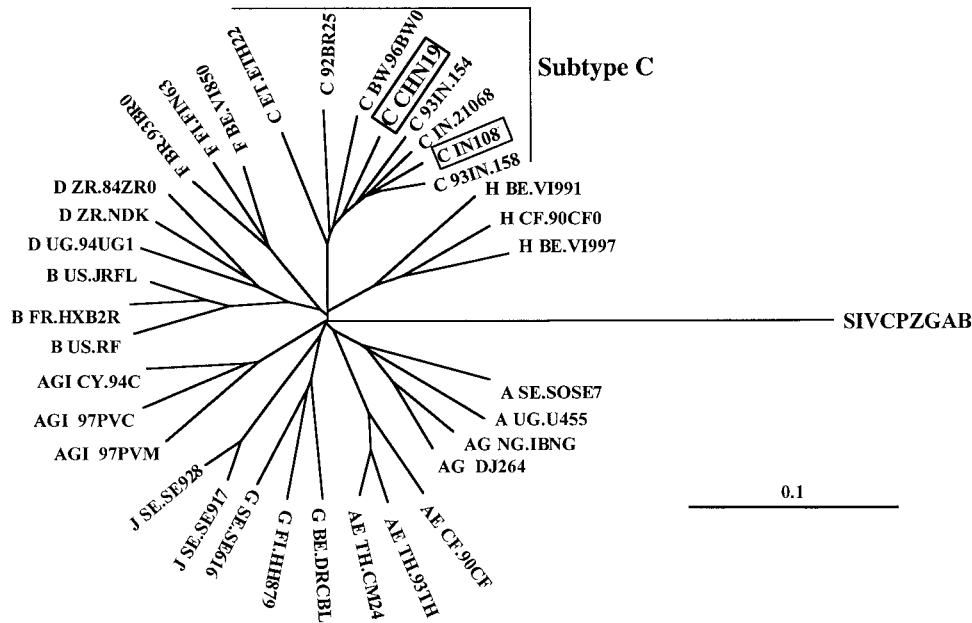 C ET.ETH22
C 92BR25
C BW.96BW0
C CHN19
C 93IN.154
C IN.21068
C IN108
C 93IN.158
Subtype C
H BE.VI991
H CF.90CF0
H BE.VI997
SIVCPZGAB
A SE.SOSE7
A UG.U455
AG NG.IBNG
AG DJ264
0.1
AE CF.90CF
AE TH.93TH
AE TH.CM24
G BE.DRCBL
G FI.HH879
G SE.SE616
J SE.SE917
J SE.SE928
AGI 97PVM
AGI 97PVC
AGI CY.94C
B US.RF
B FR.HXB2R
B US.JRFL
D UG.94UG1
D ZR.NDK
D ZR.84ZR0
F BR.93BR0
F FI.FIN63
F BE.VI850